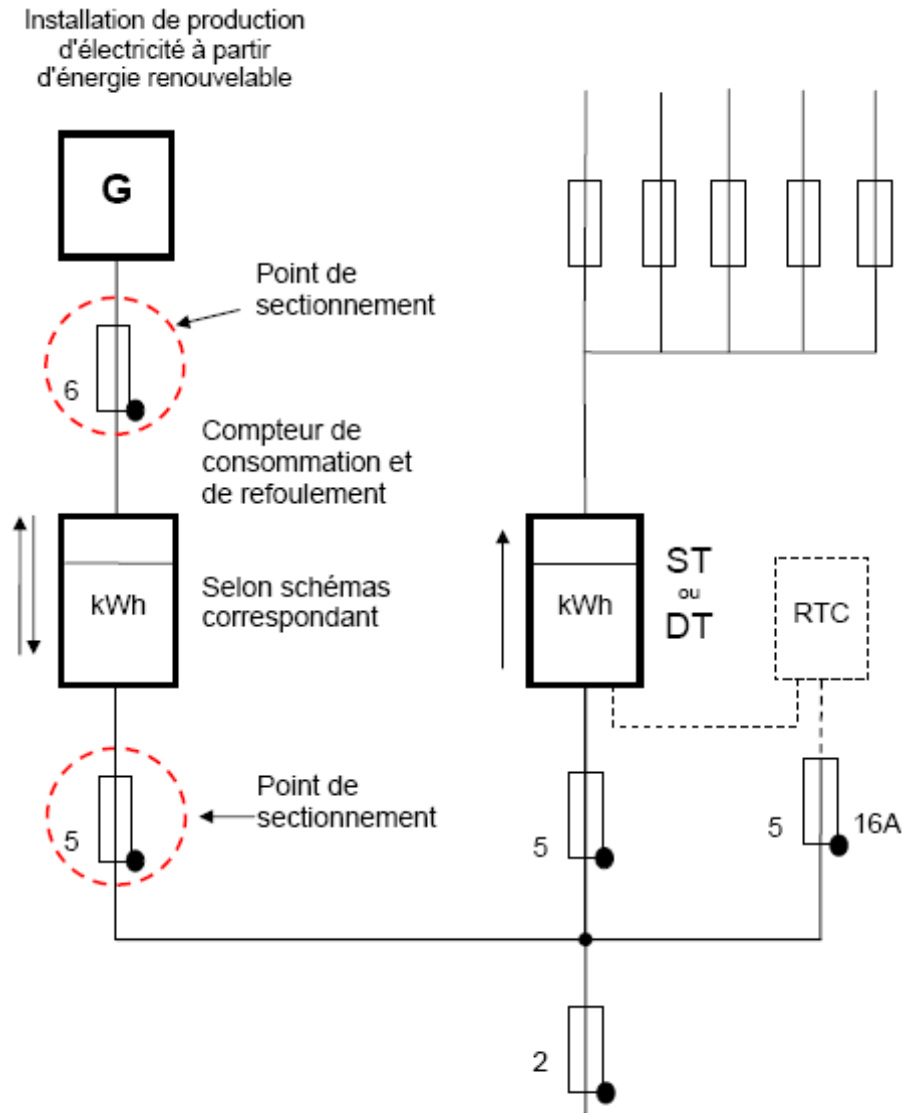 Installation de production
d'électricité à partir
d'énergie renouvelable
G
Point de
sectionnement
6
Compteur de
consommation et
de refoulement
kWh
Selon schémas
correspondant
kWh
ST
ou
DT
RTC
Point de
sectionnement
5
5
5
16A
2